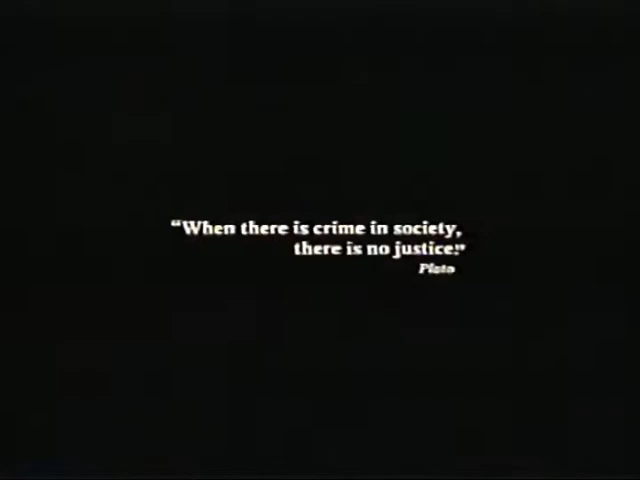 “When there is crime in society,
there is no justice.”
Plato